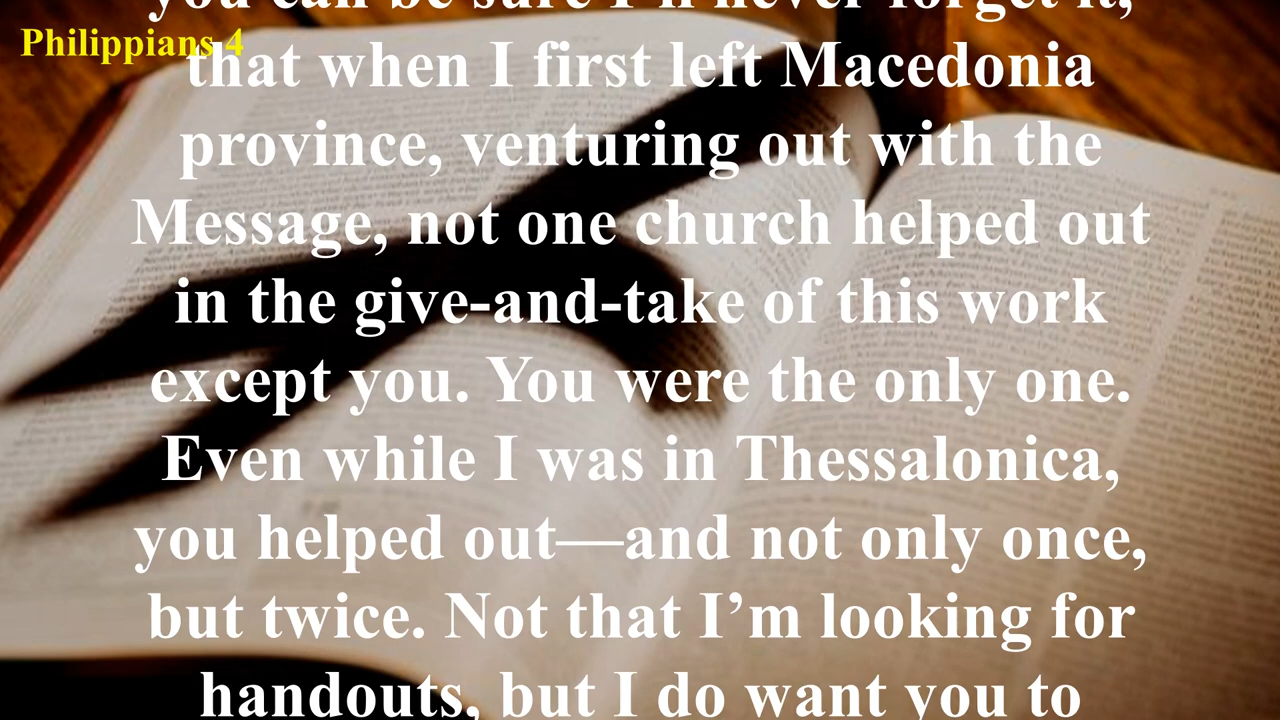 you can be sure I'll never forget it,
Philippians 4
that when I first left Macedonia
province, venturing out with the
Message, not one church helped out
in the give-and-take of this work
except you. You were the only one.
Even while I was in Thessalonica,
you helped out—and not only once,
but twice. Not that I’m looking for
handouts, but I do want you to